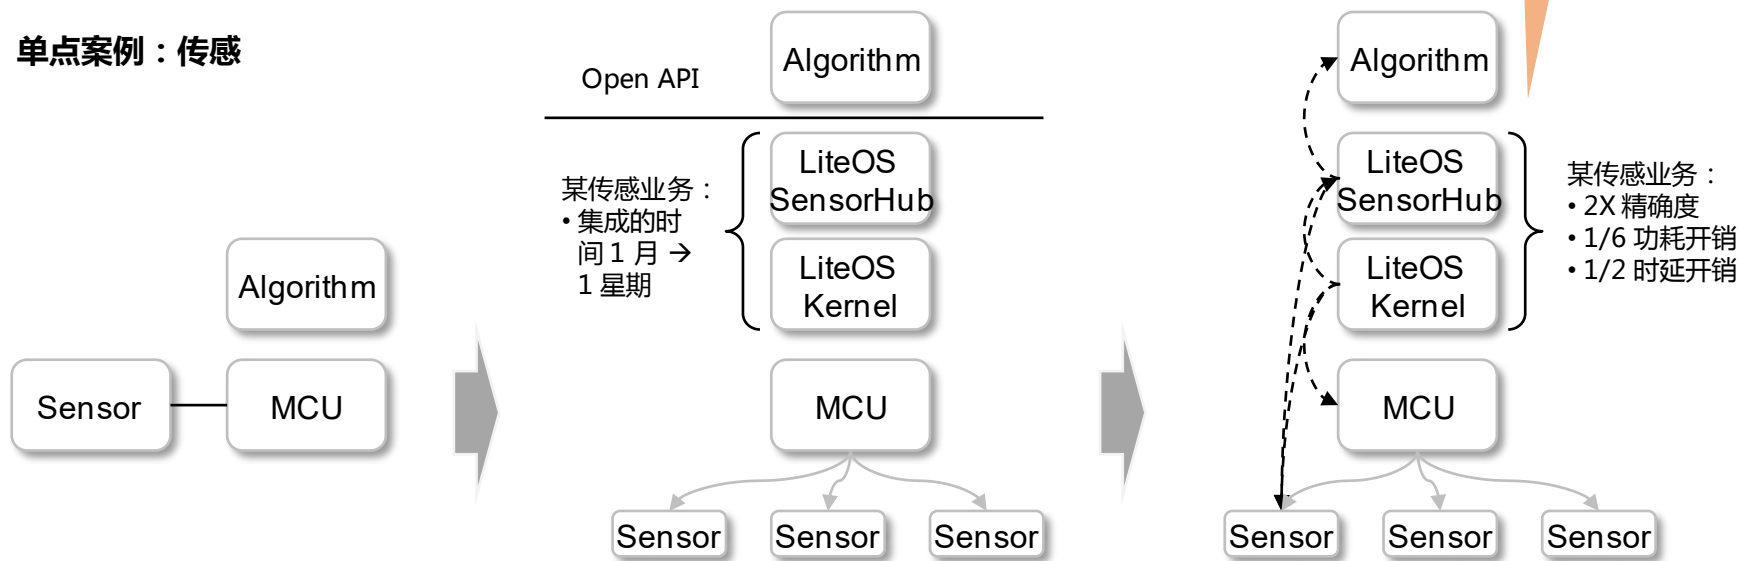 单点案例：传感
Algorithm
Sensor
MCU
Open API
Algorithm
某传感业务：
• 集成的时
间 1 月 →
1 星期
LiteOS
SensorHub
LiteOS
Kernel
MCU
Sensor
Sensor
Sensor
Algorithm
LiteOS
SensorHub
LiteOS
Kernel
某传感业务：
• 2X 精确度
• 1/6 功耗开销
• 1/2 时延开销
MCU
Sensor
Sensor
Sensor